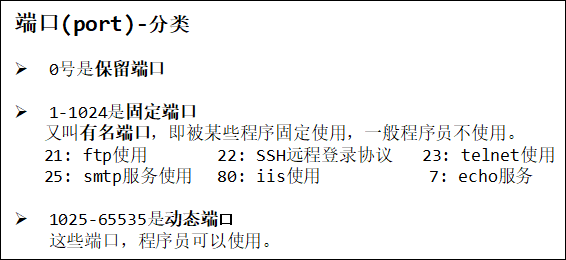 端口(port)-分类
➢ 0号是保留端口
➢ 1-1024是固定端口
又叫有名端口，即被某些程序固定使用，一般程序员不使用。
21: ftp使用 22: SSH远程登录协议 23: telnet使用
25: smtp服务使用 80: iis使用 7: echo服务
➢ 1025-65535是动态端口
这些端口，程序员可以使用。